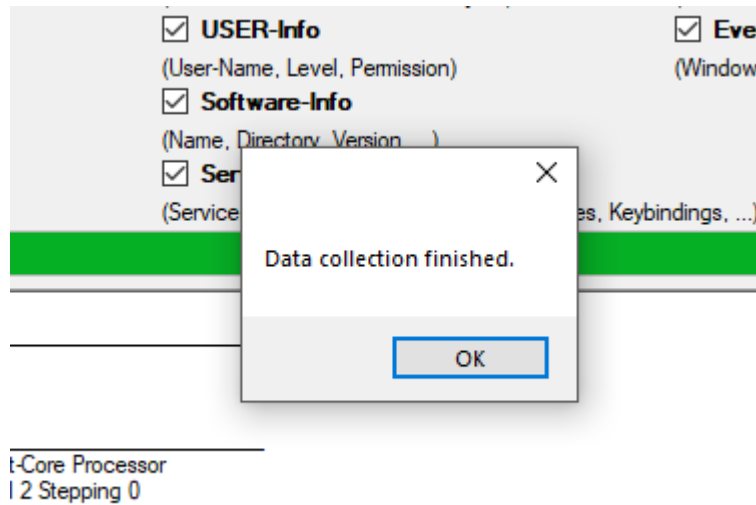 USER-Info
Eve
(User-Name, Level, Permission)
(Window
Software-Info
(Name, Directory, Version, ...)
Ser
(Service
es, Keybindings, ...)
Data collection finished.
OK
t-Core Processor
l 2 Stepping 0